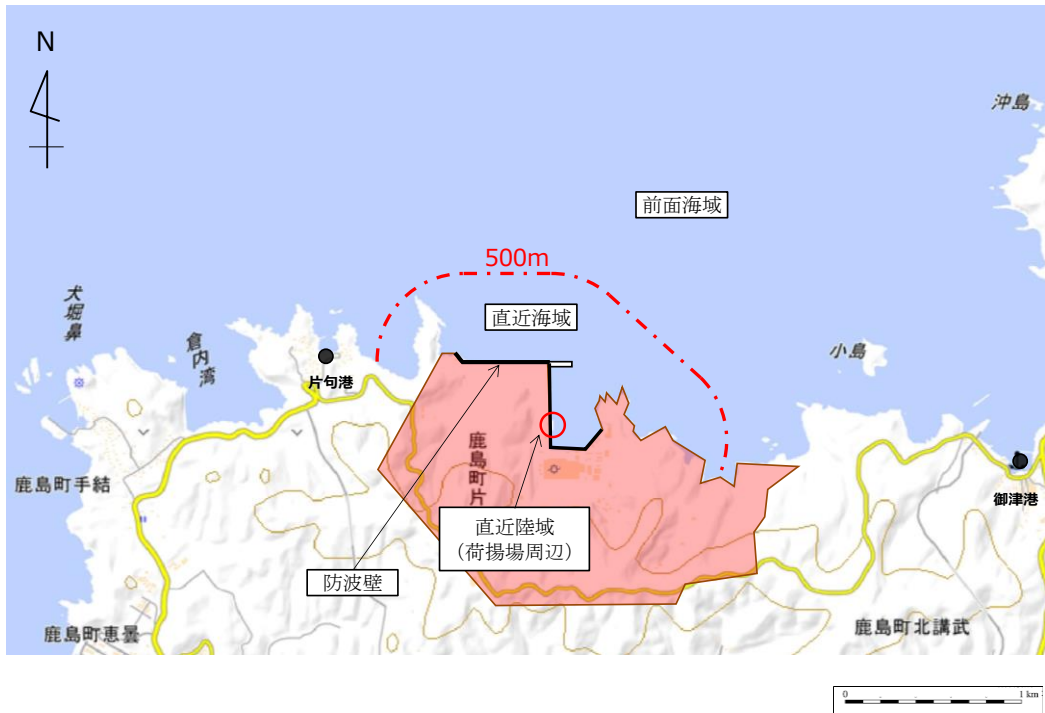 N
沖島
前面海域
500m
犬堀鼻
直近海域
倉内湾
小島
片句港
鹿島町片
鹿島町手結
御津港
直近陸域
(荷揚場周辺)
防波壁
鹿島町恵曇
鹿島町北講武
0
1 km